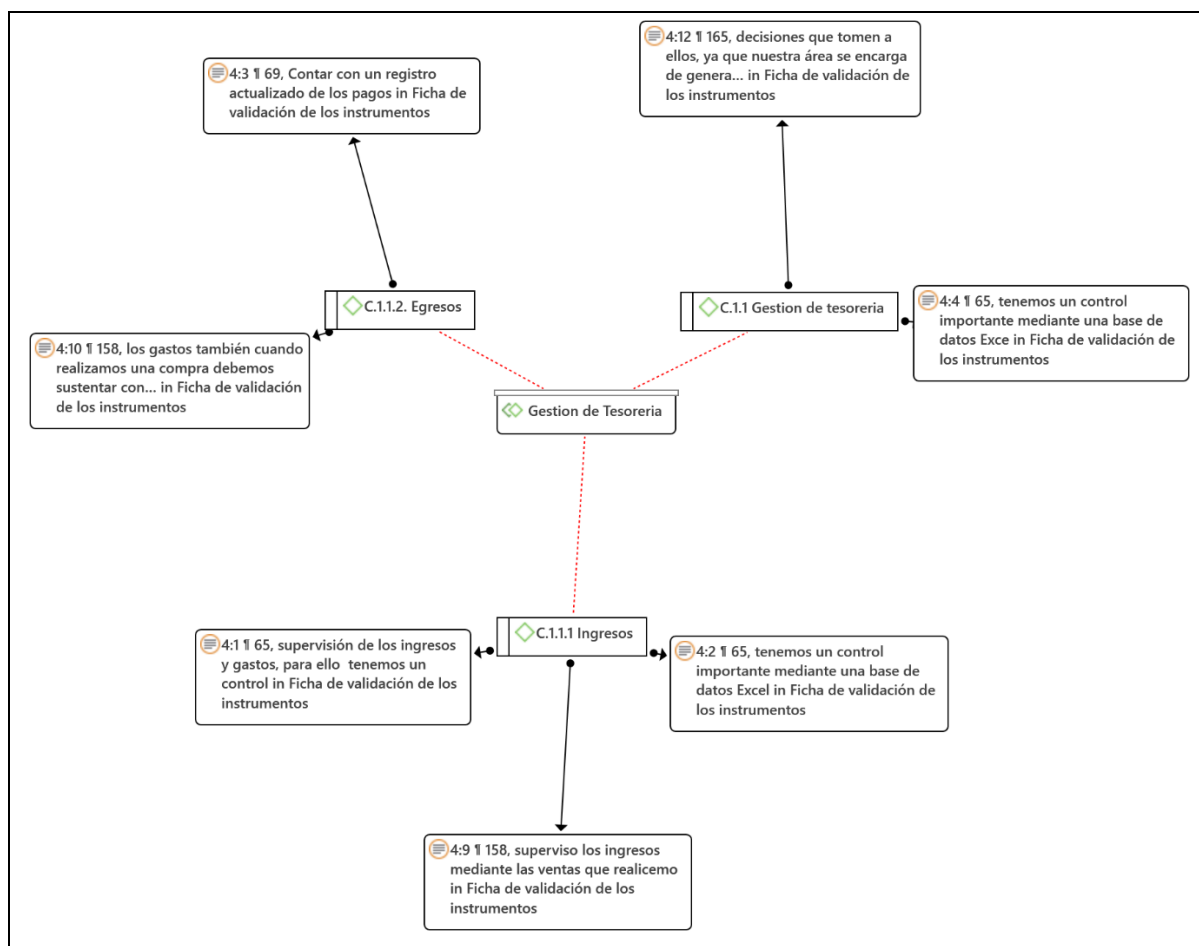 4:12 ¶ 165, decisiones que tomen a
ellos, ya que nuestra área se encarga
de genera... in Ficha de validación de
los instrumentos
4:3 ¶ 69, Contar con un registro
actualizado de los pagos in Ficha de
validación de los instrumentos
C.1.1.2. Egresos
C.1.1 Gestion de tesoreria
4:4 ¶ 65, tenemos un control
importante mediante una base de
datos Exce in Ficha de validación de
los instrumentos
4:10 ¶ 158, los gastos también cuando
realizamos una compra debemos
sustentar con... in Ficha de validación
de los instrumentos
Gestion de Tesoreria
C.1.1.1 Ingresos
4:1 ¶ 65, supervisión de los ingresos
y gastos, para ello tenemos un
control in Ficha de validación de los
instrumentos
4:2 ¶ 65, tenemos un control
importante mediante una base de
datos Excel in Ficha de validación de
los instrumentos
4:9 ¶ 158, superviso los ingresos
mediante las ventas que realicemo
in Ficha de validación de los
instrumentos